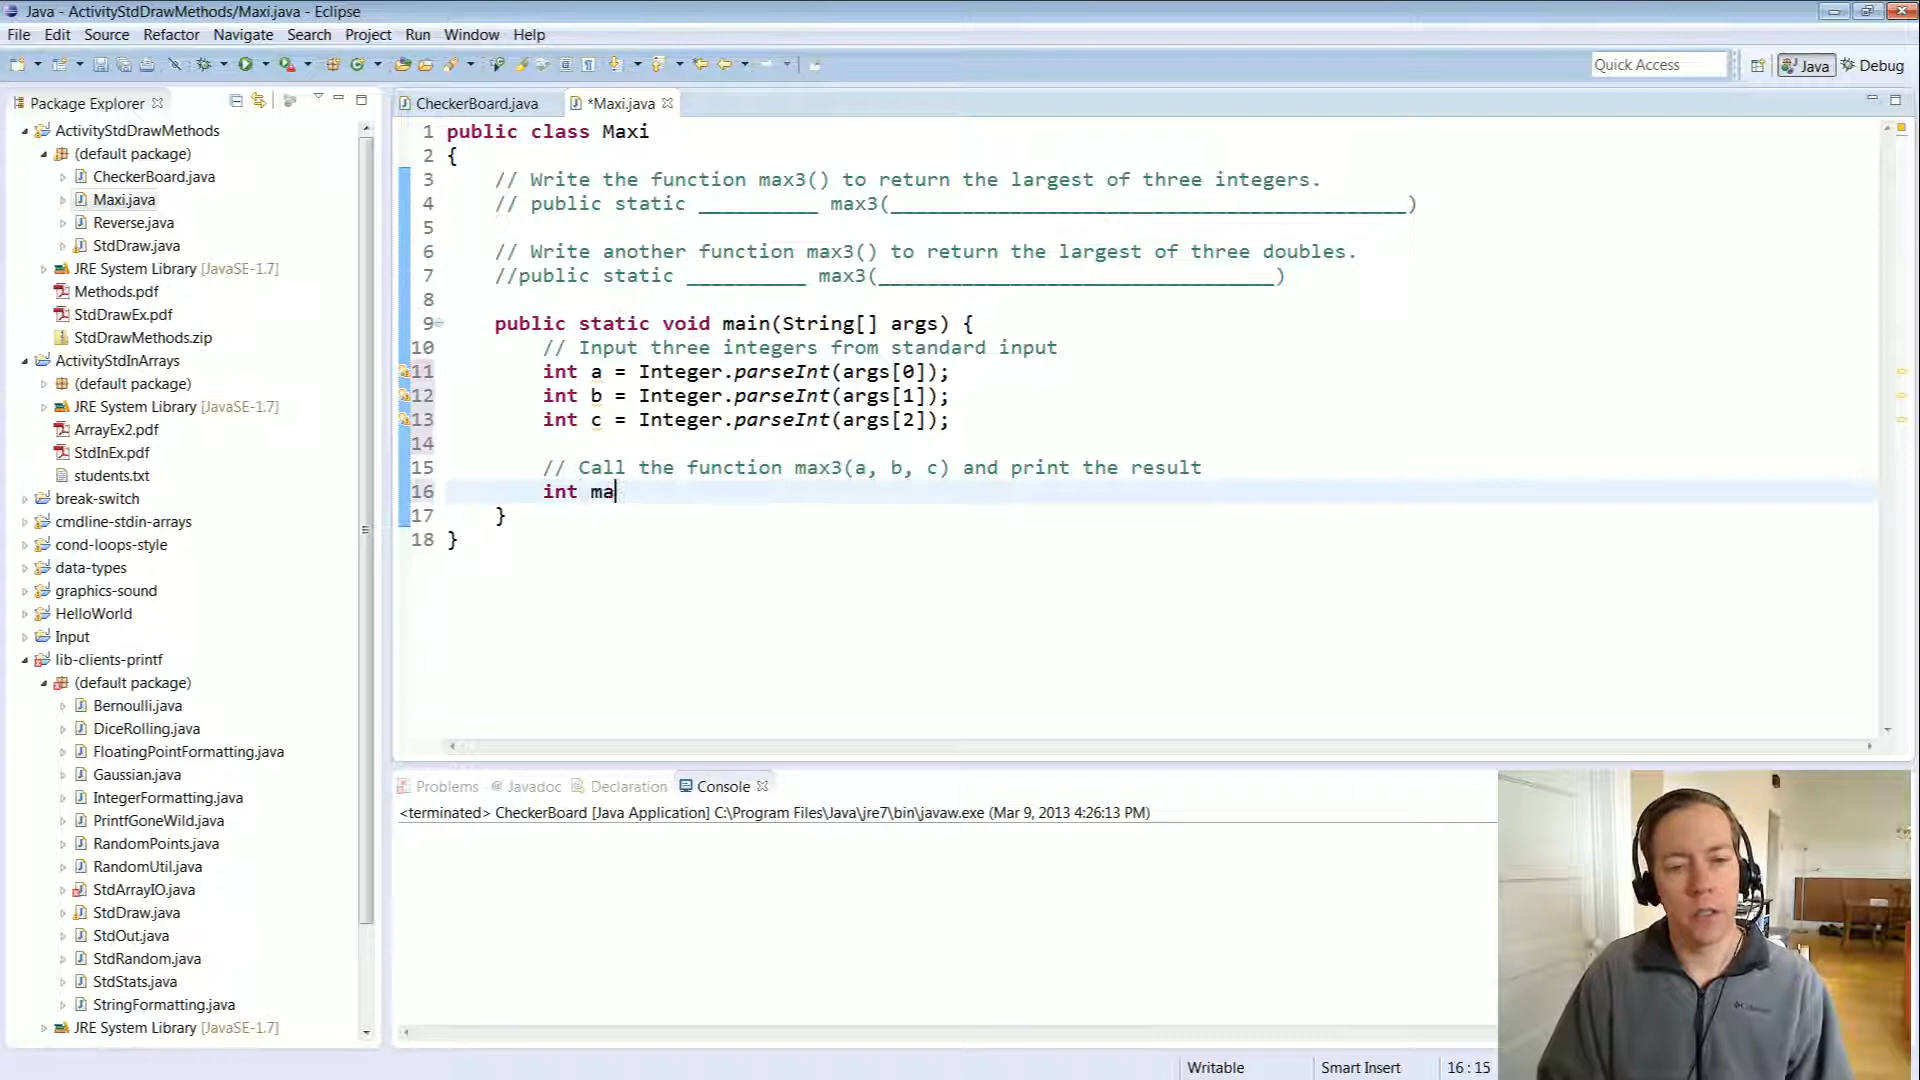 Java - ActivityStdDrawMethods/Maxi.java - Eclipse
File Edit Source Refactor Navigate Search Project Run Window Help
Quick Access Java Debug
Package Explorer
ActivityStdDrawMethods
(default package)
CheckerBoard.java
Maxi.java
Reverse.java
StdDraw.java
JRE System Library [JavaSE-1.7]
Methods.pdf
StdDrawEx.pdf
StdDrawMethods.zip
ActivityStdInArrays
(default package)
JRE System Library [JavaSE-1.7]
ArrayEx2.pdf
StdInEx.pdf
students.txt
break-switch
cmdline-stdin-arrays
cond-loops-style
data-types
graphics-sound
HelloWorld
Input
lib-clients-printf
(default package)
Bernoulli.java
DiceRolling.java
FloatingPointFormatting.java
Gaussian.java
IntegerFormatting.java
PrintfGoneWild.java
RandomPoints.java
RandomUtil.java
StdArrayIO.java
StdDraw.java
StdOut.java
StdRandom.java
StdStats.java
StringFormatting.java
JRE System Library [JavaSE-1.7]
CheckerBoard.java *Maxi.java
1 public class Maxi
2 {
3 // Write the function max3() to return the largest of three integers.
4 // public static __________ max3(___________________________________________)
5
6 // Write another function max3() to return the largest of three doubles.
7 //public static __________ max3(_________________________________)
8
9 public static void main(String[] args) {
10 // Input three integers from standard input
11 int a = Integer.parseInt(args[0]);
12 int b = Integer.parseInt(args[1]);
13 int c = Integer.parseInt(args[2]);
14
15 // Call the function max3(a, b, c) and print the result
16 int ma
17 }
18 }
Problems Javadoc Declaration Console
<terminated> CheckerBoard [Java Application] C:\Program Files\Java\jre7\bin\javaw.exe (Mar 9, 2013 4:26:13 PM)
Writable Smart Insert 16 : 15